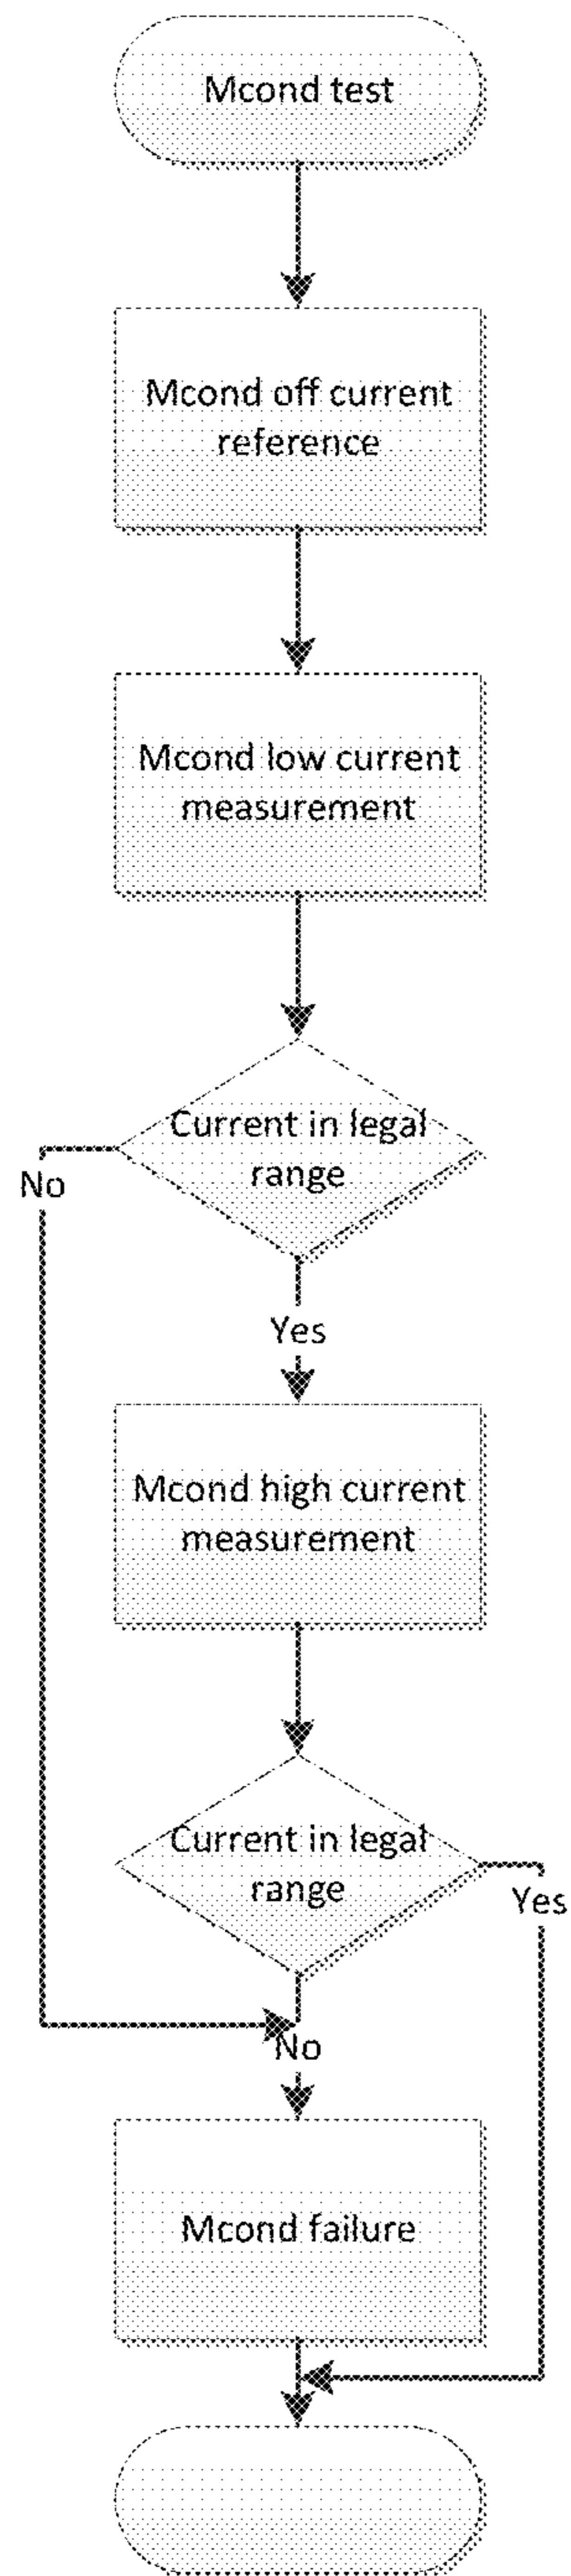 Mcond test
Mcond off current
reference
Mcond low current
measurement
Current in legal
range
No
Yes
Mcond high current
measurement
Current in legal
range
Yes
No
Mcond failure